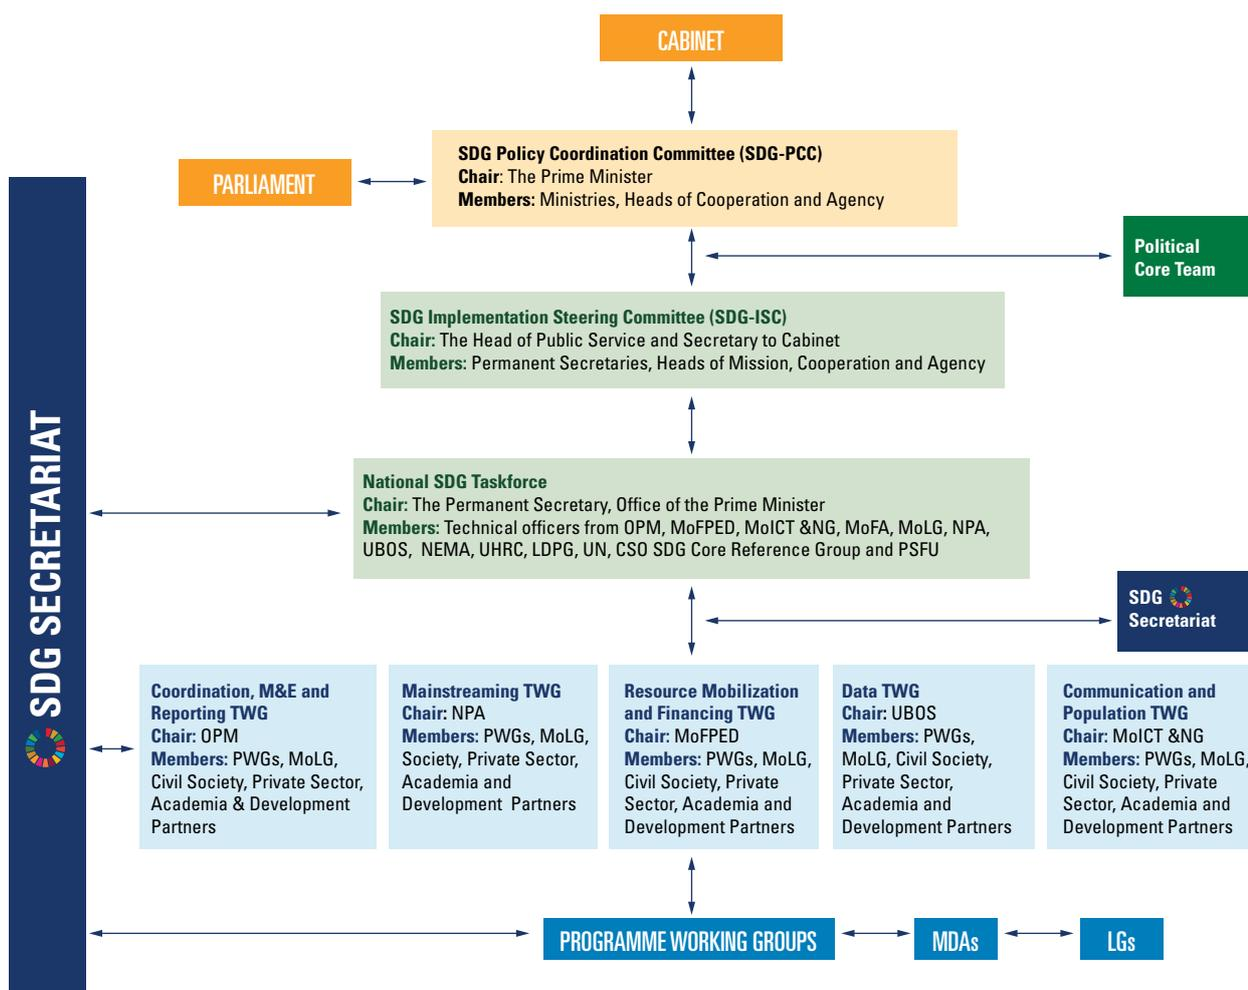 CABINET
SDG Policy Coordination Committee (SDG-PCC)
Chair: The Prime Minister
Members: Ministries, Heads of Cooperation and Agency
PARLIAMENT
Political
Core Team
SDG Implementation Steering Committee (SDG-ISC)
Chair: The Head of Public Service and Secretary to Cabinet
Members: Permanent Secretaries, Heads of Mission, Cooperation and Agency
SDG SECRETARIAT
National SDG Taskforce
Chair: The Permanent Secretary, Office of the Prime Minister
Members: Technical officers from OPM, MoFPED, MoICT &NG, MoFA, MoLG, NPA,
UBOS, NEMA, UHRC, LDPG, UN, CSO SDG Core Reference Group and PSFU
SDG
Secretariat
Coordination, M&E and
Reporting TWG
Chair: OPM
Members: PWGs, MoLG,
Civil Society, Private Sector,
Academia & Development
Partners
Mainstreaming TWG
Chair: NPA
Members: PWGs, MoLG,
Society, Private Sector,
Academia and
Development Partners
Resource Mobilization
and Financing TWG
Chair: MoFPED
Members: PWGs, MoLG,
Civil Society, Private
Sector, Academia and
Development Partners
Data TWG
Chair: UBOS
Members: PWGs,
MoLG, Civil Society,
Private Sector,
Academia and
Development Partners
Communication and
Population TWG
Chair: MoICT &NG
Members: PWGs, MoLG,
Civil Society, Private
Sector, Academia and
Development Partners
PROGRAMME WORKING GROUPS
MDAs
LGs